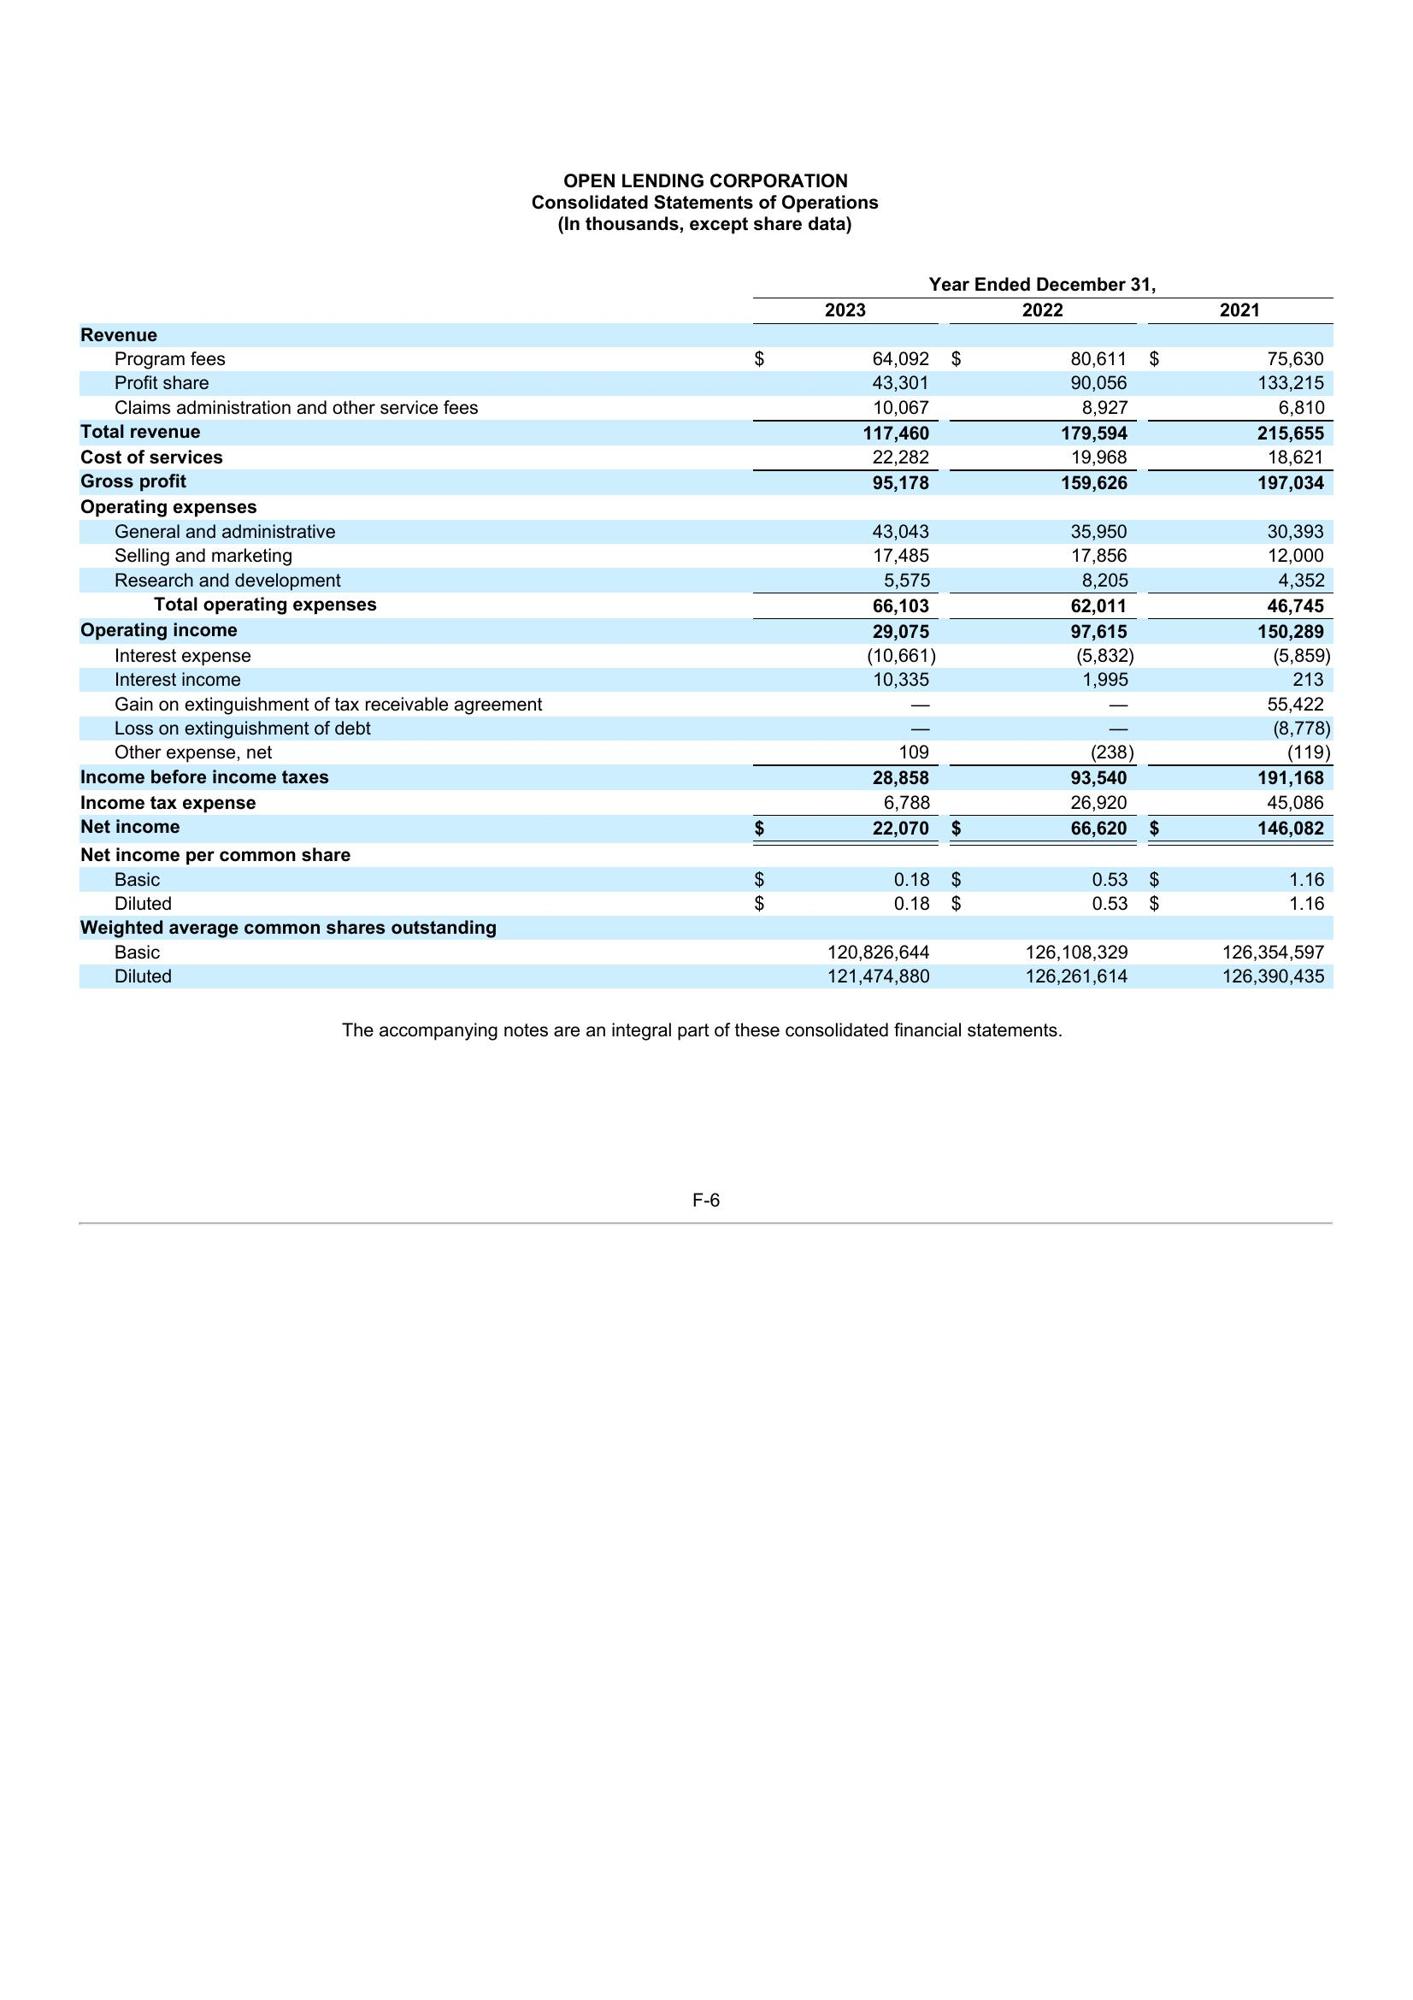 OPEN LENDING CORPORATION
Consolidated Statements of Operations
(In thousands, except share data)
Year Ended December 31,
2023 2022 2021
Revenue
Program fees $ 64,092 $ 80,611 $ 75,630
Profit share 43,301 90,056 133,215
Claims administration and other service fees 10,067 8,927 6,810
Total revenue 117,460 179,594 215,655
Cost of services 22,282 19,968 18,621
Gross profit 95,178 159,626 197,034
Operating expenses
General and administrative 43,043 35,950 30,393
Selling and marketing 17,485 17,856 12,000
Research and development 5,575 8,205 4,352
Total operating expenses 66,103 62,011 46,745
Operating income 29,075 97,615 150,289
Interest expense (10,661) (5,832) (5,859)
Interest income 10,335 1,995 213
Gain on extinguishment of tax receivable agreement — — 55,422
Loss on extinguishment of debt — — (8,778)
Other expense, net 109 (238) (119)
Income before income taxes 28,858 93,540 191,168
Income tax expense 6,788 26,920 45,086
Net income $ 22,070 $ 66,620 $ 146,082
Net income per common share
Basic $ 0.18 $ 0.53 $ 1.16
Diluted $ 0.18 $ 0.53 $ 1.16
Weighted average common shares outstanding
Basic 120,826,644 126,108,329 126,354,597
Diluted 121,474,880 126,261,614 126,390,435
The accompanying notes are an integral part of these consolidated financial statements.
F-6